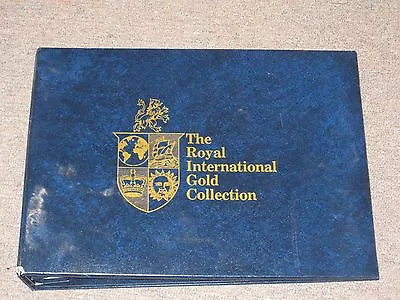 The
Royal
International
Gold
Collection